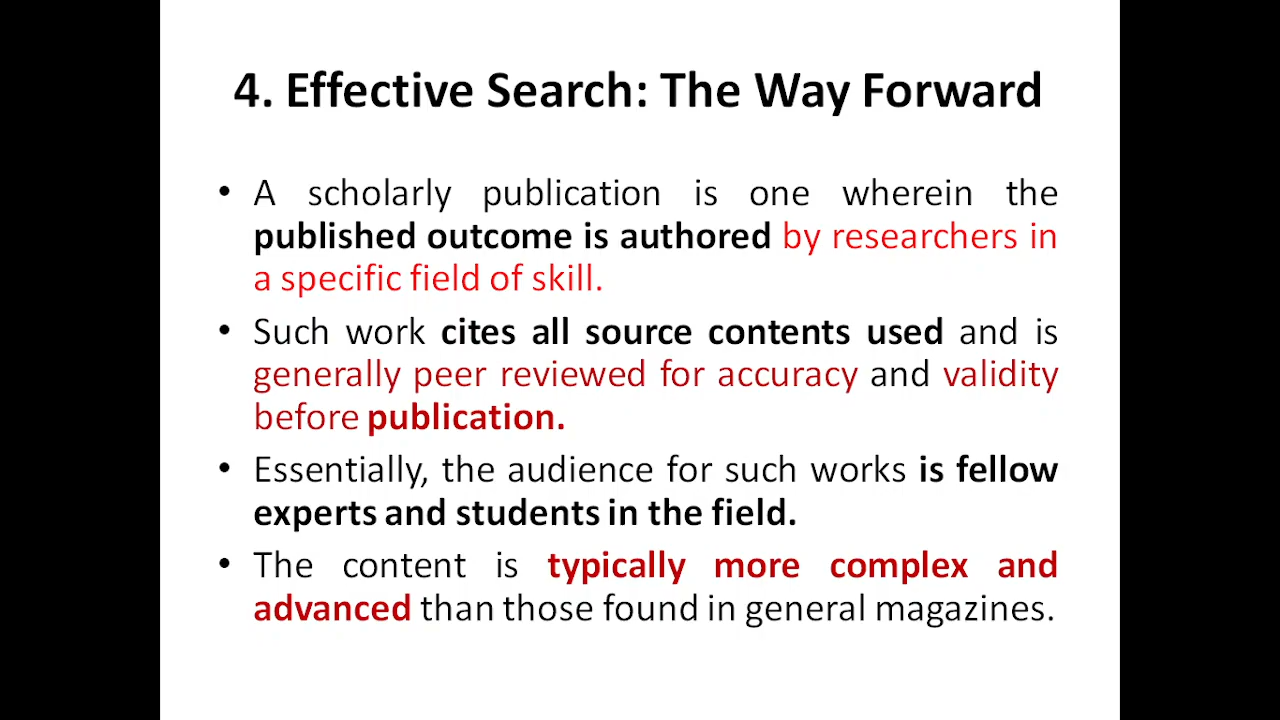 4. Effective Search: The Way Forward
• A scholarly publication is one wherein the
published outcome is authored by researchers in
a specific field of skill.
• Such work cites all source contents used and is
generally peer reviewed for accuracy and validity
before publication.
• Essentially, the audience for such works is fellow
experts and students in the field.
• The content is typically more complex and
advanced than those found in general magazines.